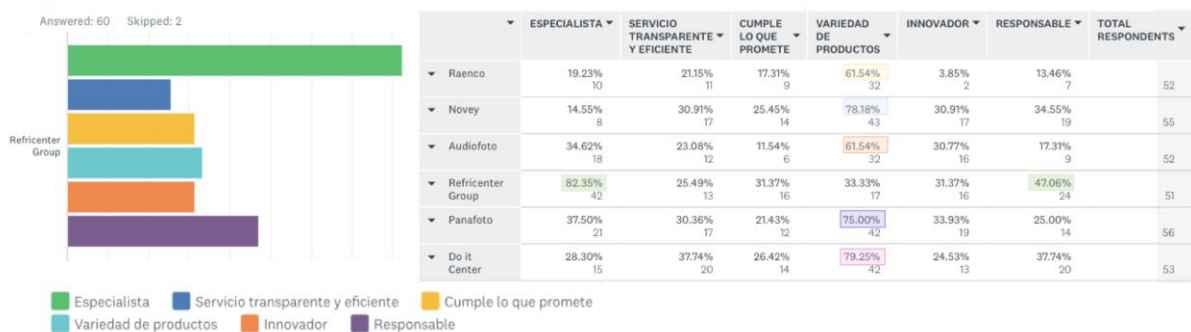 Answered: 60 Skipped: 2
Refricenter
Group
ESPECIALISTA SERVICIO TRANSPARENTE Y EFICIENTE CUMPLE LO QUE PROMETE VARIEDAD DE PRODUCTOS INNOVADOR RESPONSABLE TOTAL RESPONDENTS
Raenco 19.23% 21.15% 17.31% 61.54% 3.85% 13.46%
10 11 9 32 2 7 52
Novey 14.55% 30.91% 25.45% 78.18% 30.91% 34.55%
8 17 14 43 17 19 55
Audiofoto 34.62% 23.08% 11.54% 61.54% 30.77% 17.31%
18 12 6 32 16 9 52
Refricenter 82.35% 25.49% 31.37% 33.33% 31.37% 47.06%
Group 42 13 16 17 16 24 51
Panafoto 37.50% 30.36% 21.43% 75.00% 33.93% 25.00%
21 17 12 42 19 14 56
Do it 28.30% 37.74% 26.42% 79.25% 24.53% 37.74%
Center 15 20 14 42 13 20 53
Especialista Servicio transparente y eficiente Cumple lo que promete
Variedad de productos Innovador Responsable